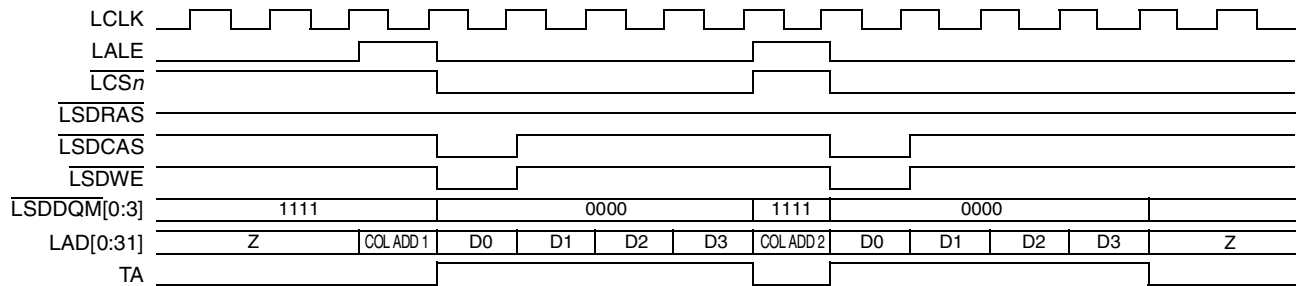 LCLK
LALE
LCSn
LSDRAS
LSDCAS
LSDWE
LSDDQM[0:3] 1111 0000 1111 0000
LAD[0:31] Z COL ADD 1 D0 D1 D2 D3 COL ADD 2 D0 D1 D2 D3 Z
TA